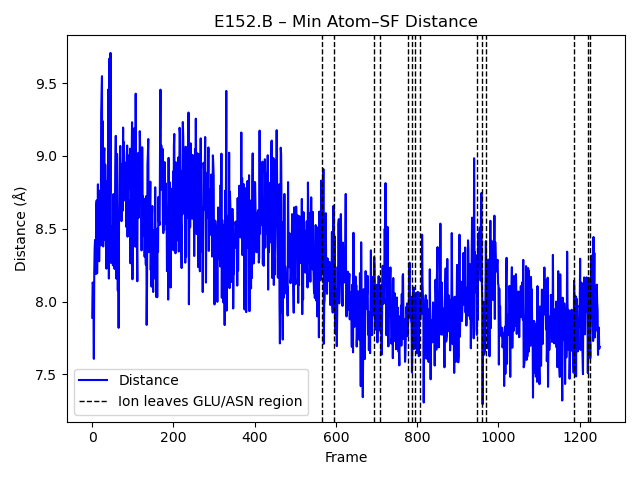 E152.B – Min Atom–SF Distance
Distance (Å)
9.5
9.0
8.5
8.0
7.5
Distance
Ion leaves GLU/ASN region
0
200
400
600
800
1000
1200
Frame